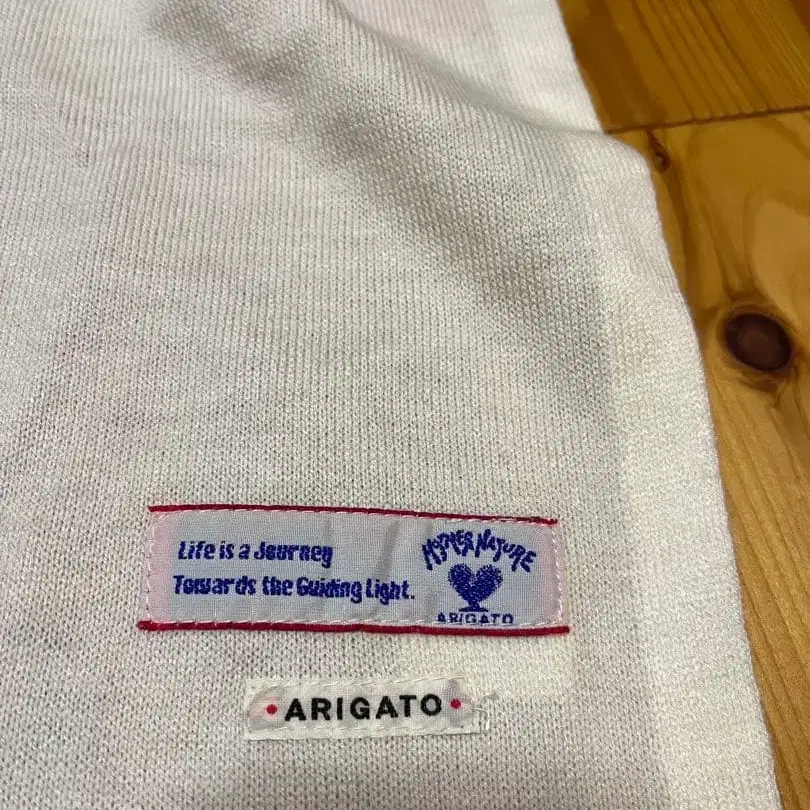 Life is a Journey
Towards the Guiding Light.
MOTHER NATURE
ARIGATO
• ARIGATO •